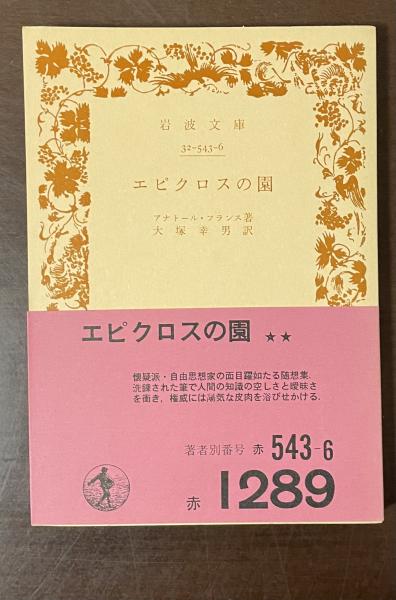 岩波文庫
32-543-6
エピクロスの園
アナトール・フランス著
大塚幸男訳
エピクロスの園 ★★
懐疑派・自由思想家の面目躍如たる随想集.
洗錬された筆で人間の知識の空しさと曖昧さ
を衝き,権威には陽気な皮肉を浴びせかける.
著者別番号 赤 543-6
赤 1289